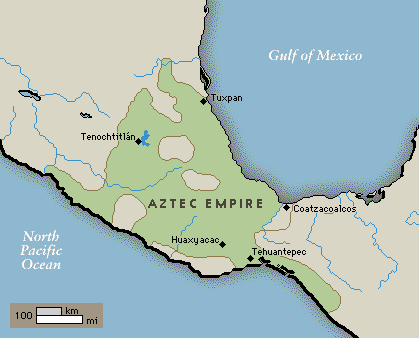 Gulf of Mexico
Tuxpan
Tenochtitlán
AZTEC EMPIRE
Coatzacoalcos
North
Pacific
Ocean
Huaxyacac
Tehuantepec
100 km
mi